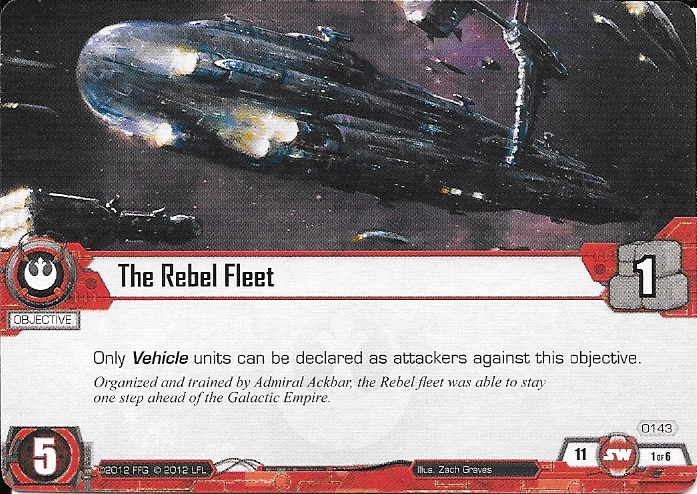 The Rebel Fleet
1
OBJECTIVE
Only Vehicle units can be declared as attackers against this objective.
Organized and trained by Admiral Ackbar, the Rebel fleet was able to stay
one step ahead of the Galactic Empire.
0143
5
©2012 FFG © 2012 LFL
Illus. Zach Graves
11
SW
1 OF 6